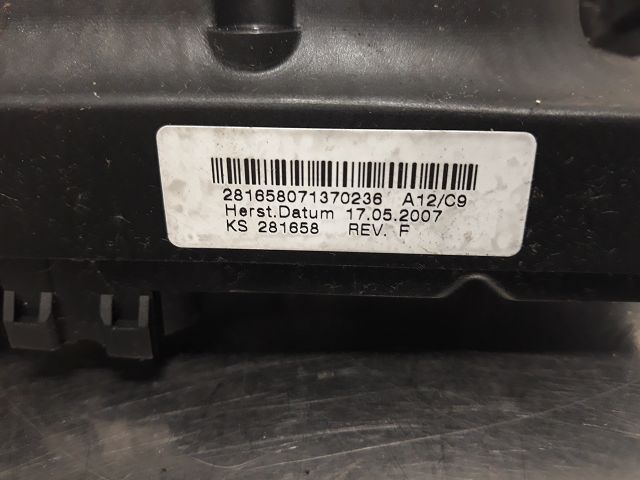 281658071370236 A12/C9
Herst.Datum 17.05.2007
KS 281658 REV. F